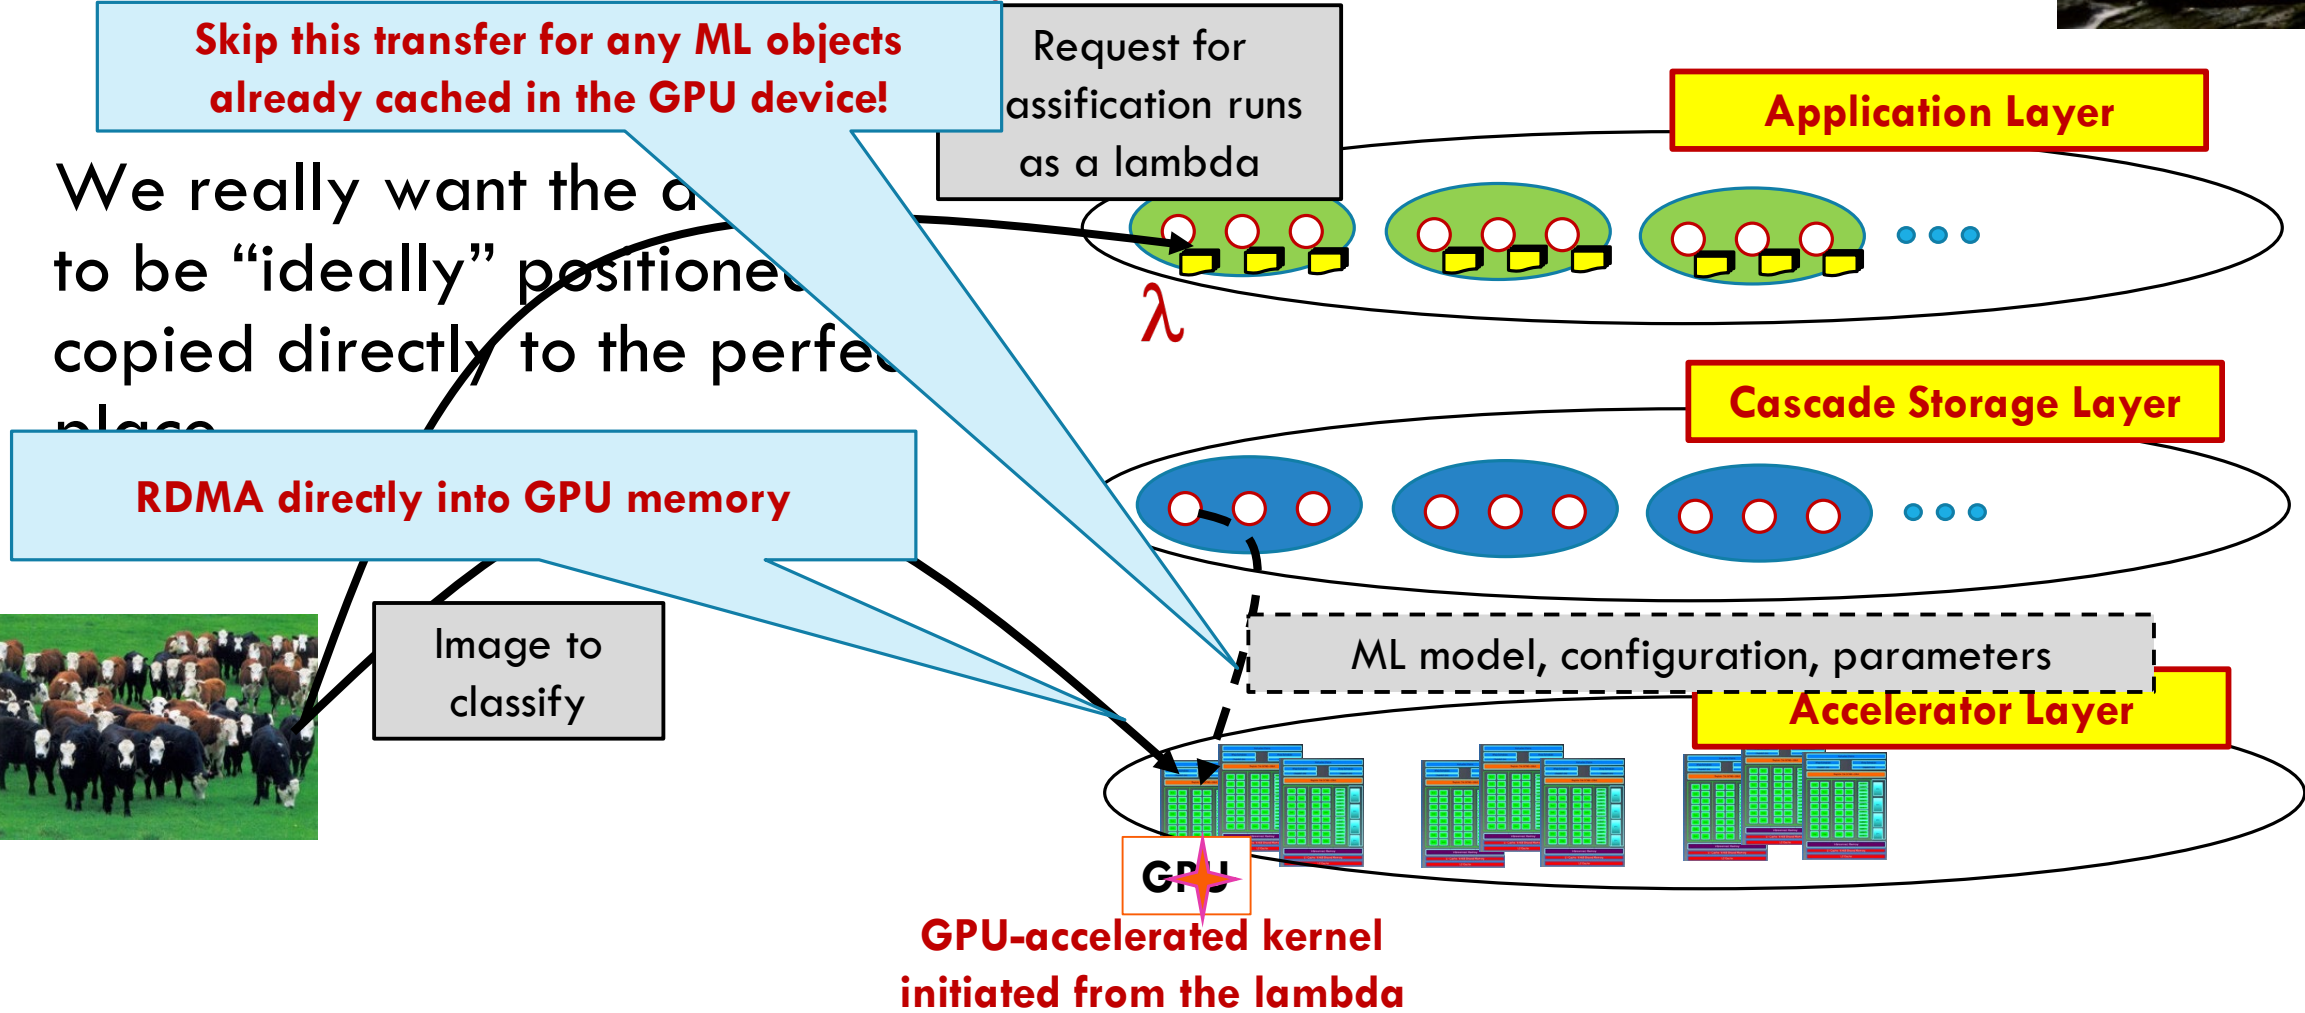 Skip this transfer for any ML objects
already cached in the GPU device!
Request for
assification runs
as a lambda
Application Layer
We really want the
to be “ideally” positioned
copied directly to the
place
λ
Cascade Storage Layer
RDMA directly into GPU memory
Image to
classify
ML model, configuration, parameters
Accelerator Layer
GPU
GPU-accelerated kernel
initiated from the lambda